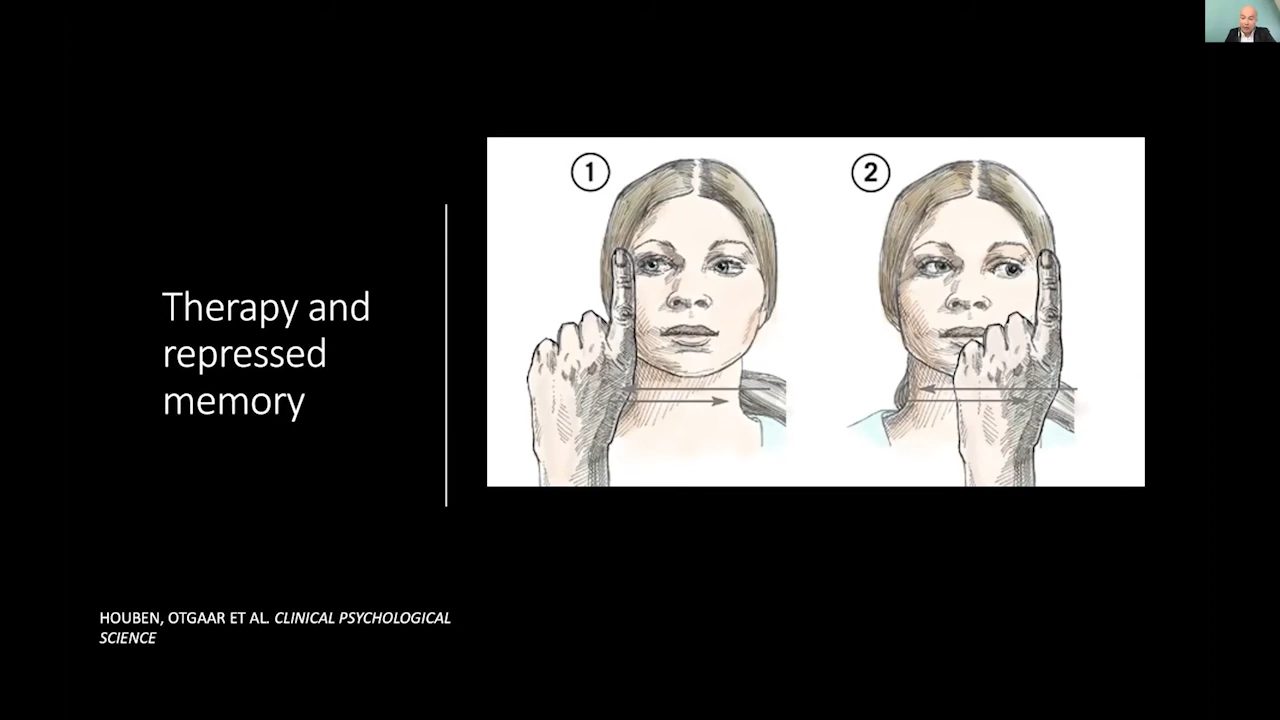 1
2
Therapy and
repressed
memory
HOUBEN, OTGAAR ET AL. CLINICAL PSYCHOLOGICAL
SCIENCE